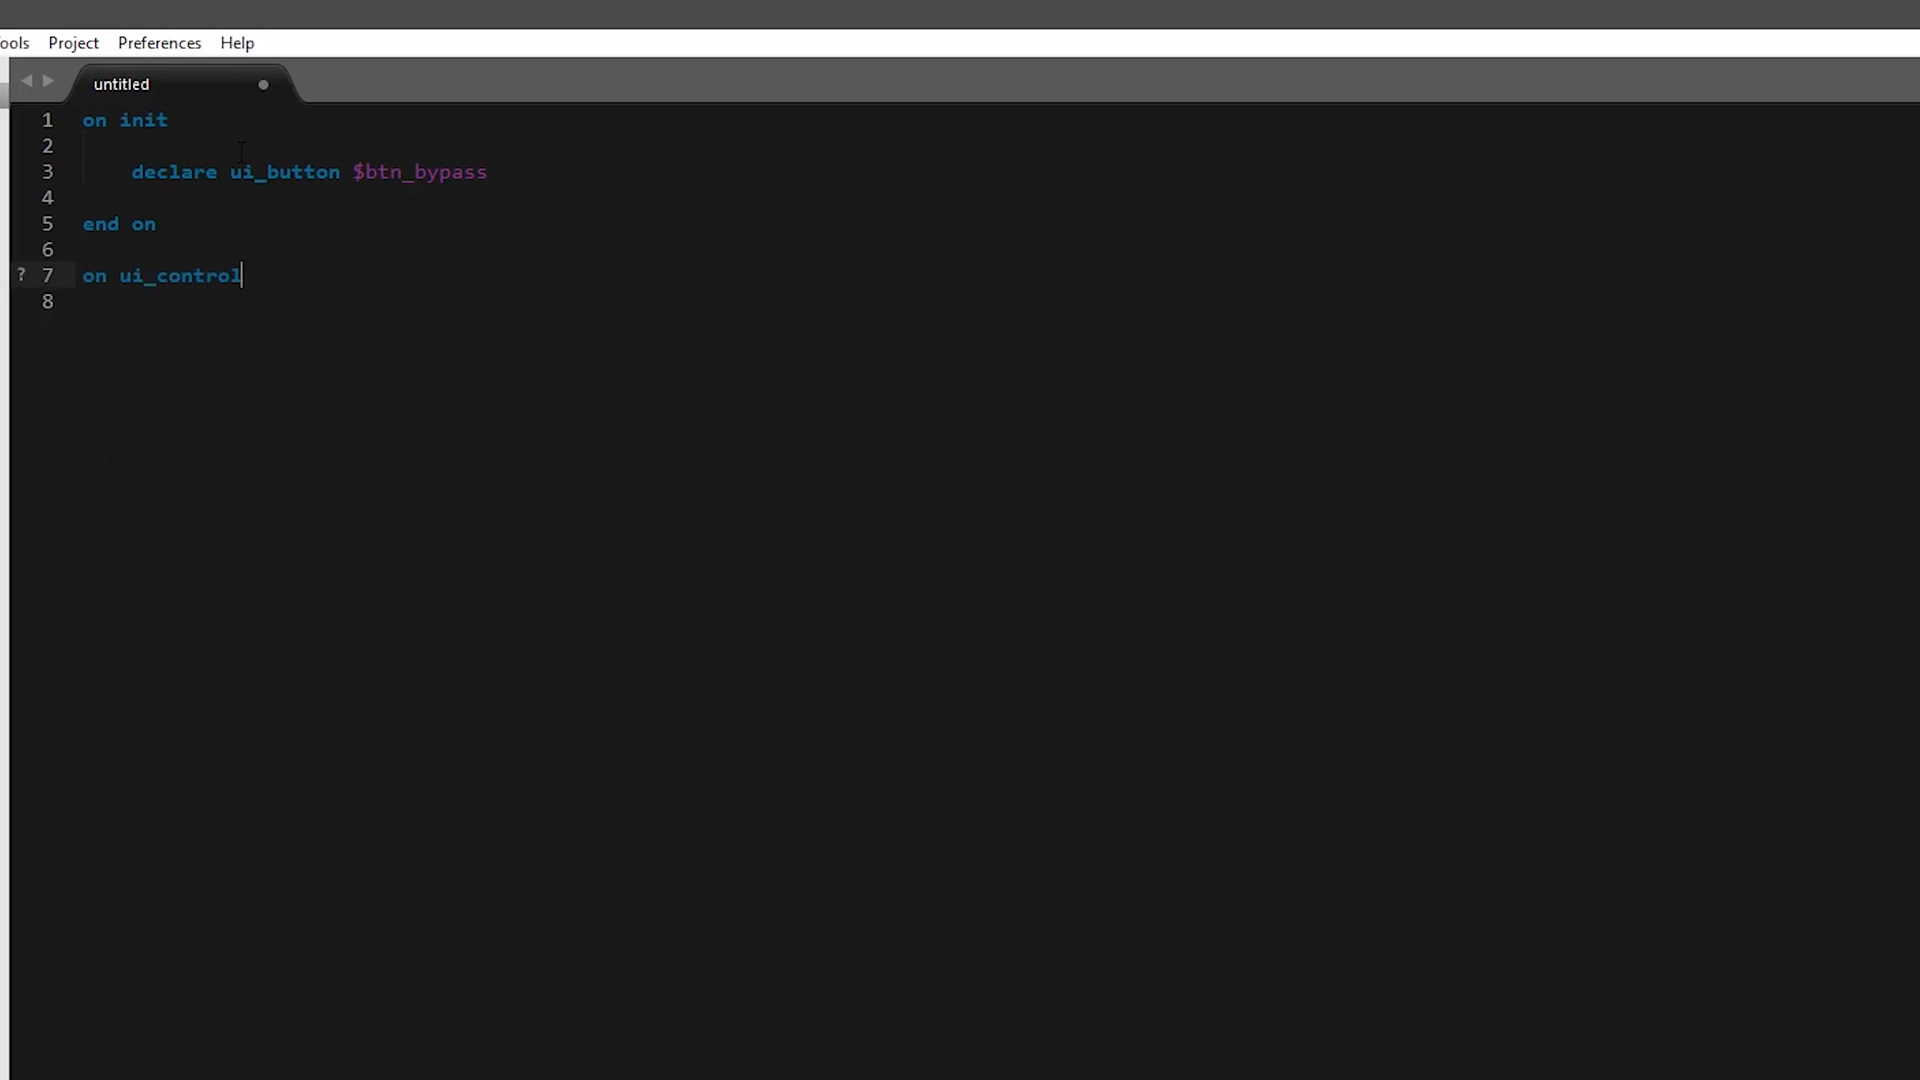 ools Project Preferences Help
untitled
1 on init
2
3 declare ui_button $btn_bypass
4
5 end on
6
? 7 on ui_control
8